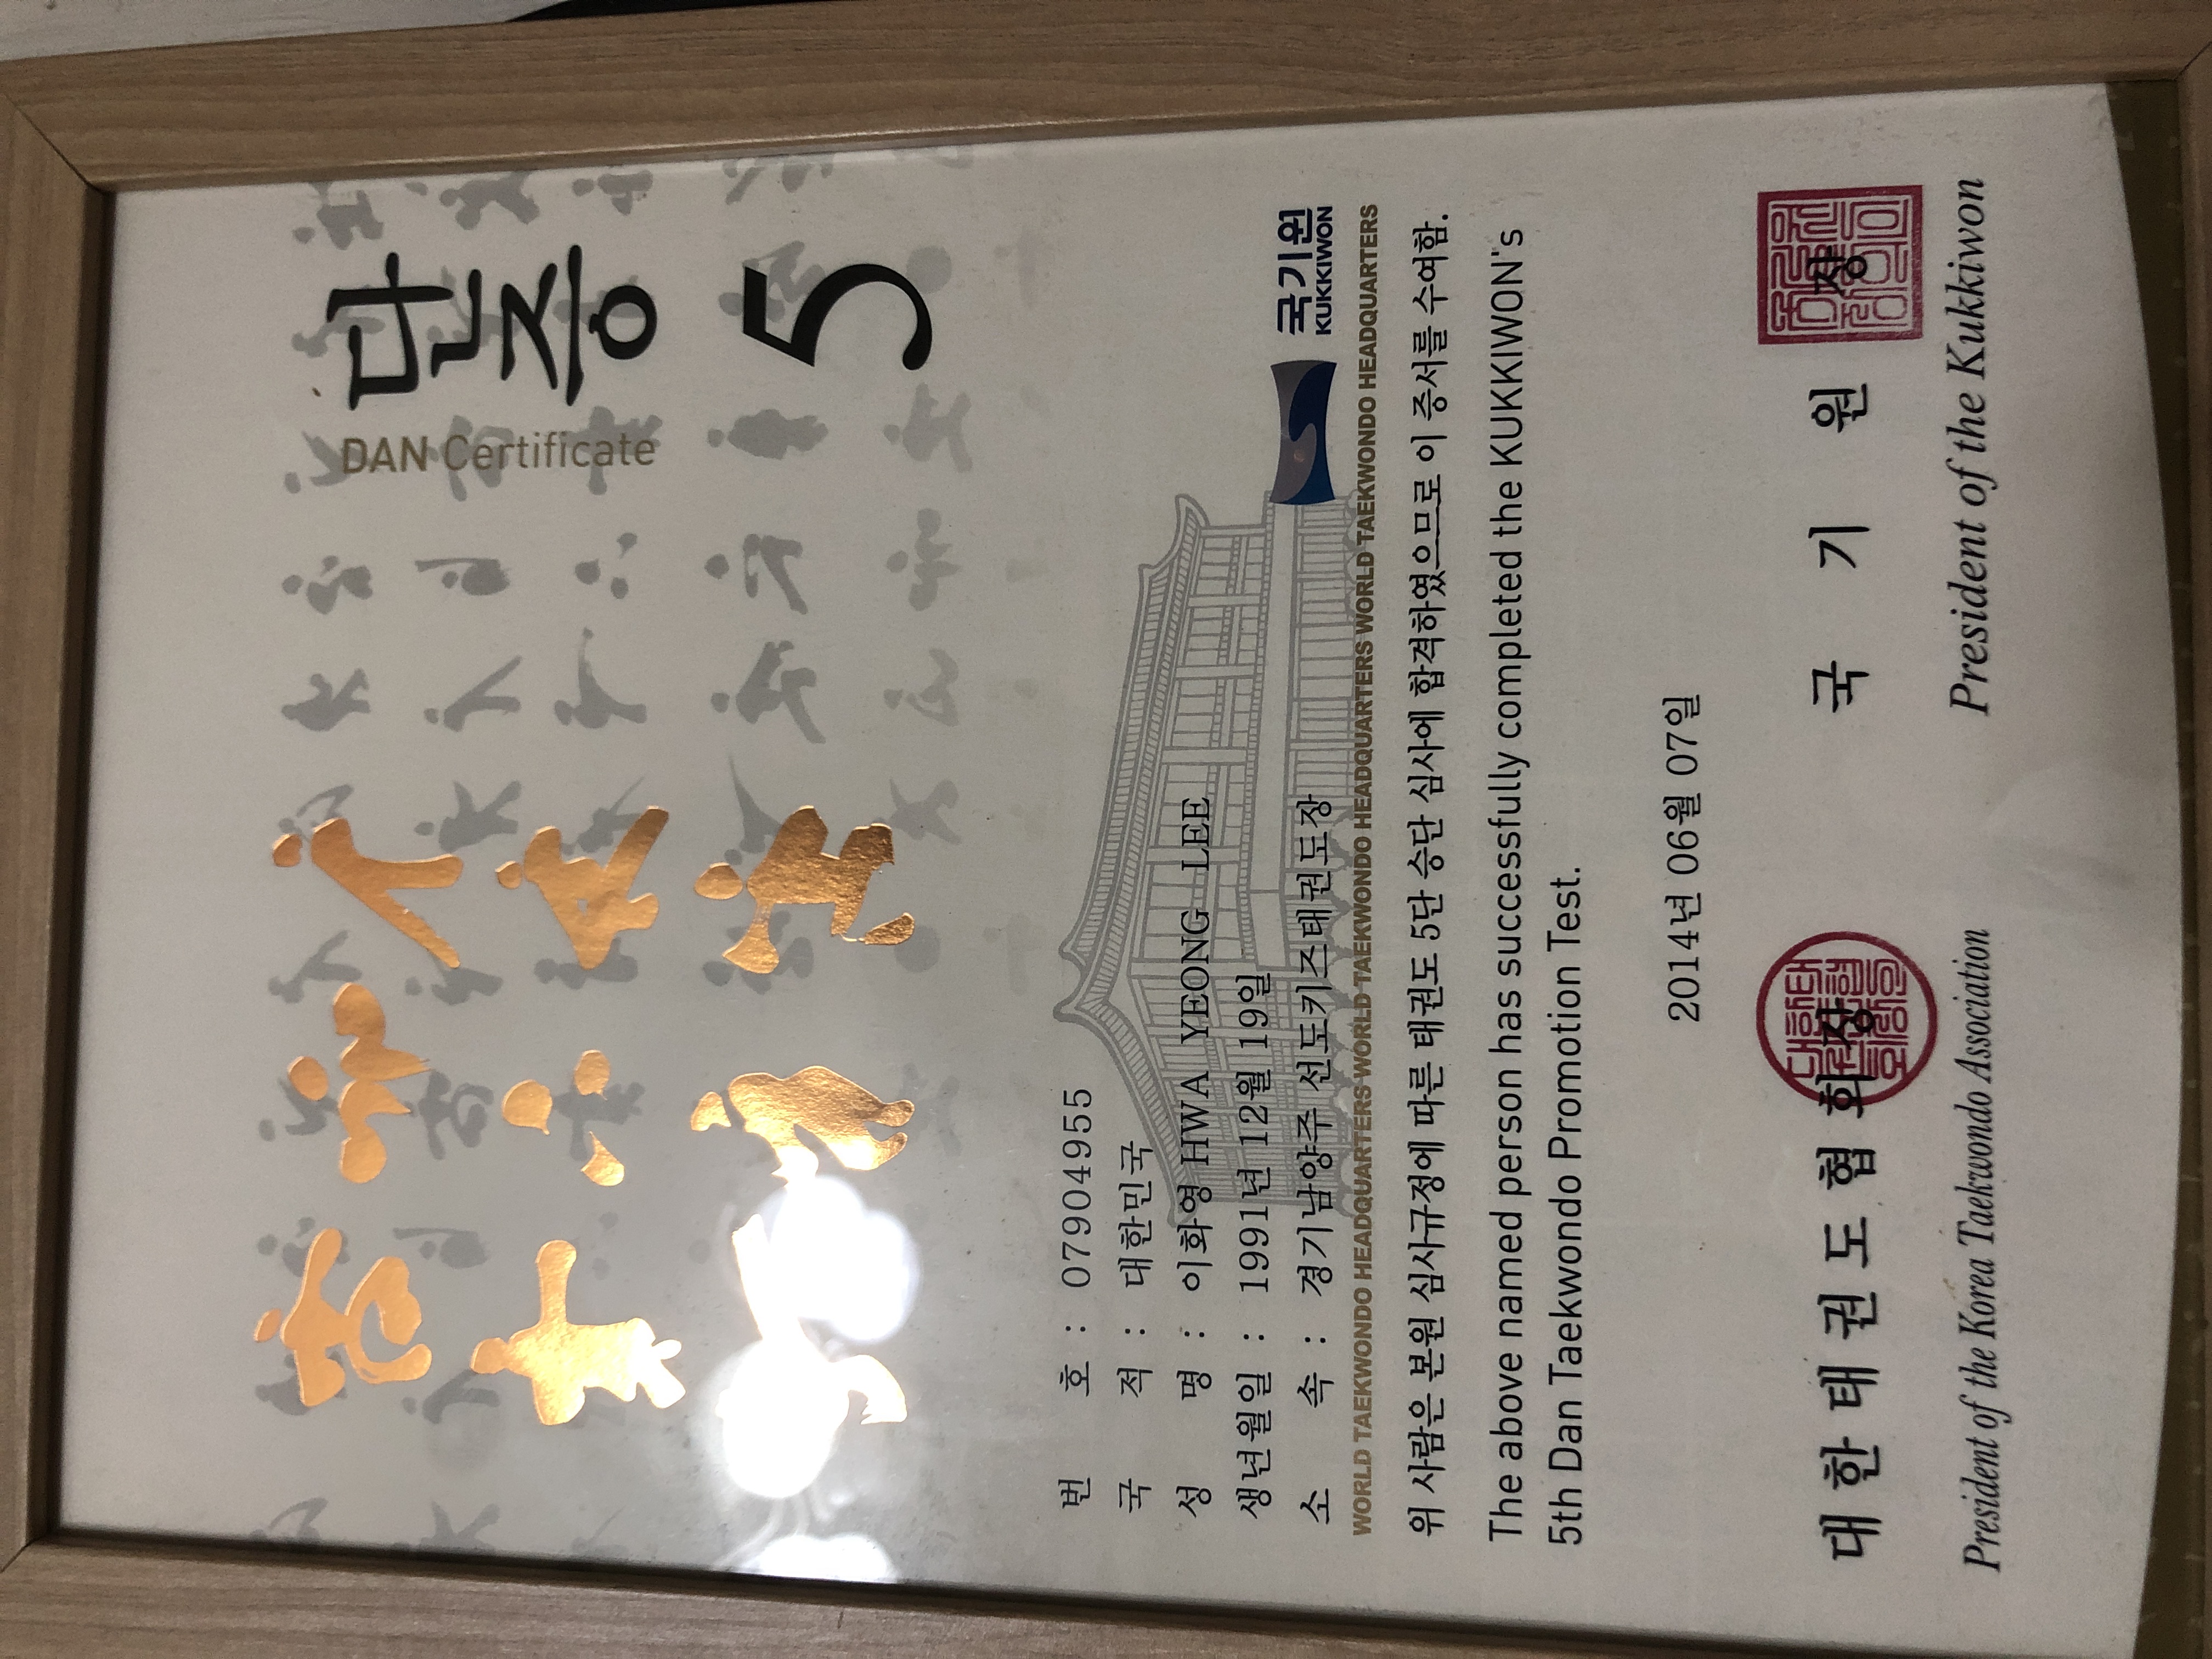 단증
DAN Certificate
5
번 호 : 07904955
국 적 : 대한민국
성 명 : 이화영 HWA YEONG LEE
생년월일 : 1991년 12월 19일
소 속 : 경기남양주 선도키즈태권도장
국기원
KUKKIWON
WORLD TAEKWONDO HEADQUARTERS WORLD TAEKWONDO HEADQUARTERS WORLD TAEKWONDO HEADQUARTERS WORLD TAEKWONDO HEADQUARTERS
위 사람은 본원 심사규정에 따른 태권도 5단 승단 심사에 합격하였으므로 이 증서를 수여함.
The above named person has successfully completed the KUKKIWON's
5th Dan Taekwondo Promotion Test.
2014년 06월 07일
대한태권도협회장 국기원장
President of the Korea Taekwondo Association President of the Kukkiwon